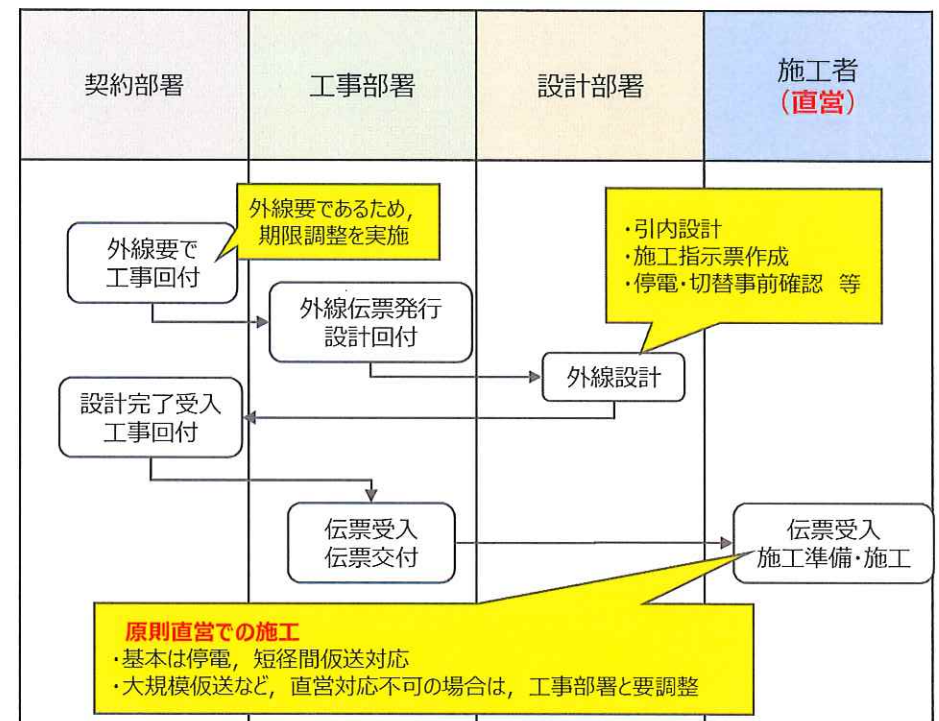 契約部署
工事部署
設計部署
施工者
(直営)
外線要であるため,
期限調整を実施
外線要で
工事回付
・引内設計
・施工指示票作成
・停電・切替事前確認 等
外線伝票発行
設計回付
外線設計
設計完了受入
工事回付
伝票受入
伝票交付
伝票受入
施工準備・施工
原則直営での施工
・基本は停電, 短径間仮送対応
・大規模仮送など, 直営対応不可の場合は, 工事部署と要調整